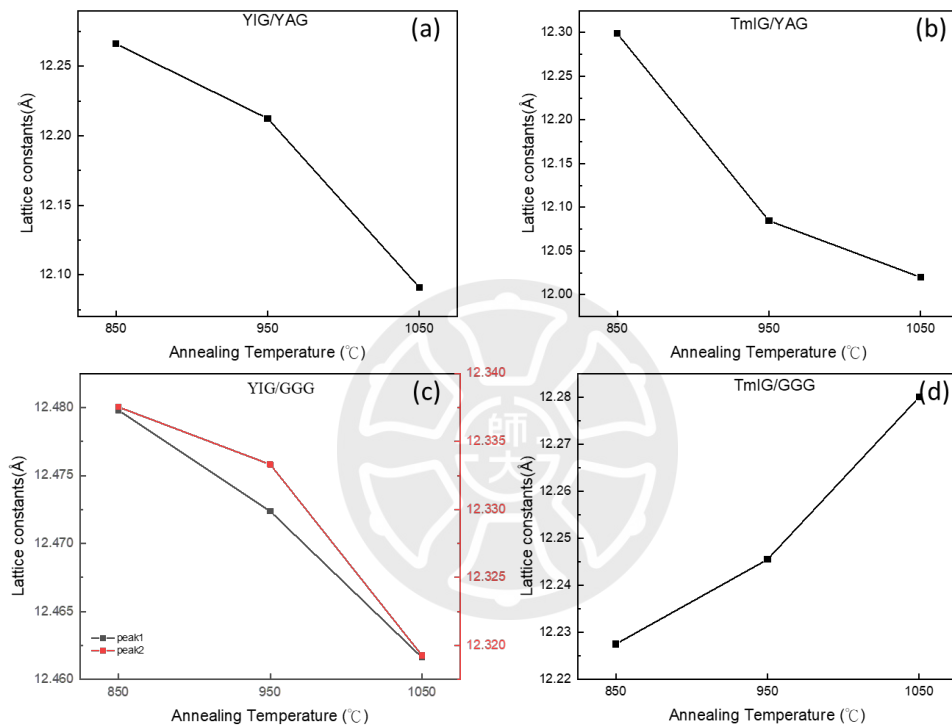 YIG/YAG
(a)
12.25
12.20
12.15
12.10
Lattice constants(Å)
850
950
1050
Annealing Temperature (℃)
TmIG/YAG
(b)
12.30
12.25
12.20
12.15
12.10
12.05
12.00
Lattice constants(Å)
850
950
1050
Annealing Temperature (℃)
YIG/GGG
(c)
12.480
12.475
12.470
12.465
12.460
Lattice constants(Å)
12.340
12.335
12.330
12.325
12.320
peak1
peak2
850
950
1050
Annealing Temperature (℃)
TmIG/GGG
(d)
12.28
12.27
12.26
12.25
12.24
12.23
12.22
Lattice constants(Å)
850
950
1050
Annealing Temperature (℃)
師
大